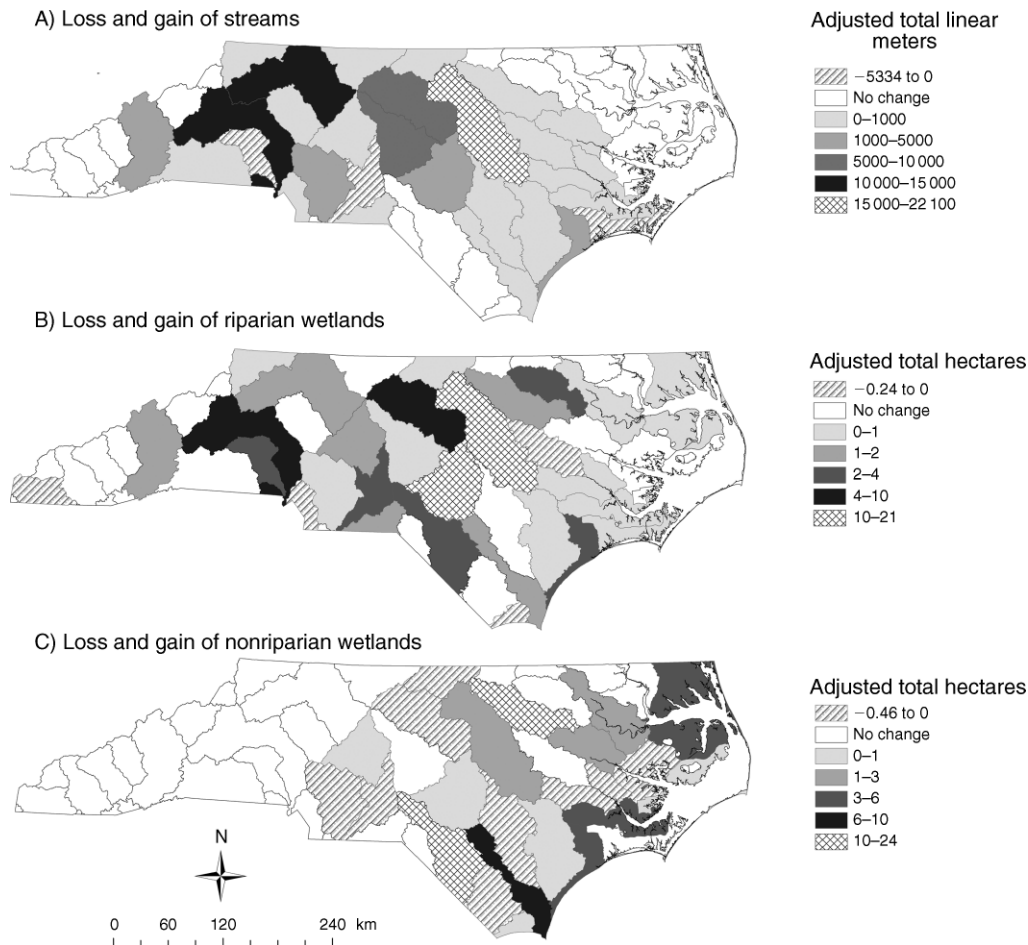 A) Loss and gain of streams
Adjusted total linear
meters
−5334 to 0
No change
0–1000
1000–5000
5000–10 000
10 000–15 000
15 000–22 100
B) Loss and gain of riparian wetlands
Adjusted total hectares
−0.24 to 0
No change
0–1
1–2
2–4
4–10
10–21
C) Loss and gain of nonriparian wetlands
Adjusted total hectares
−0.46 to 0
No change
0–1
1–3
3–6
6–10
10–24
N
0 60 120 240 km